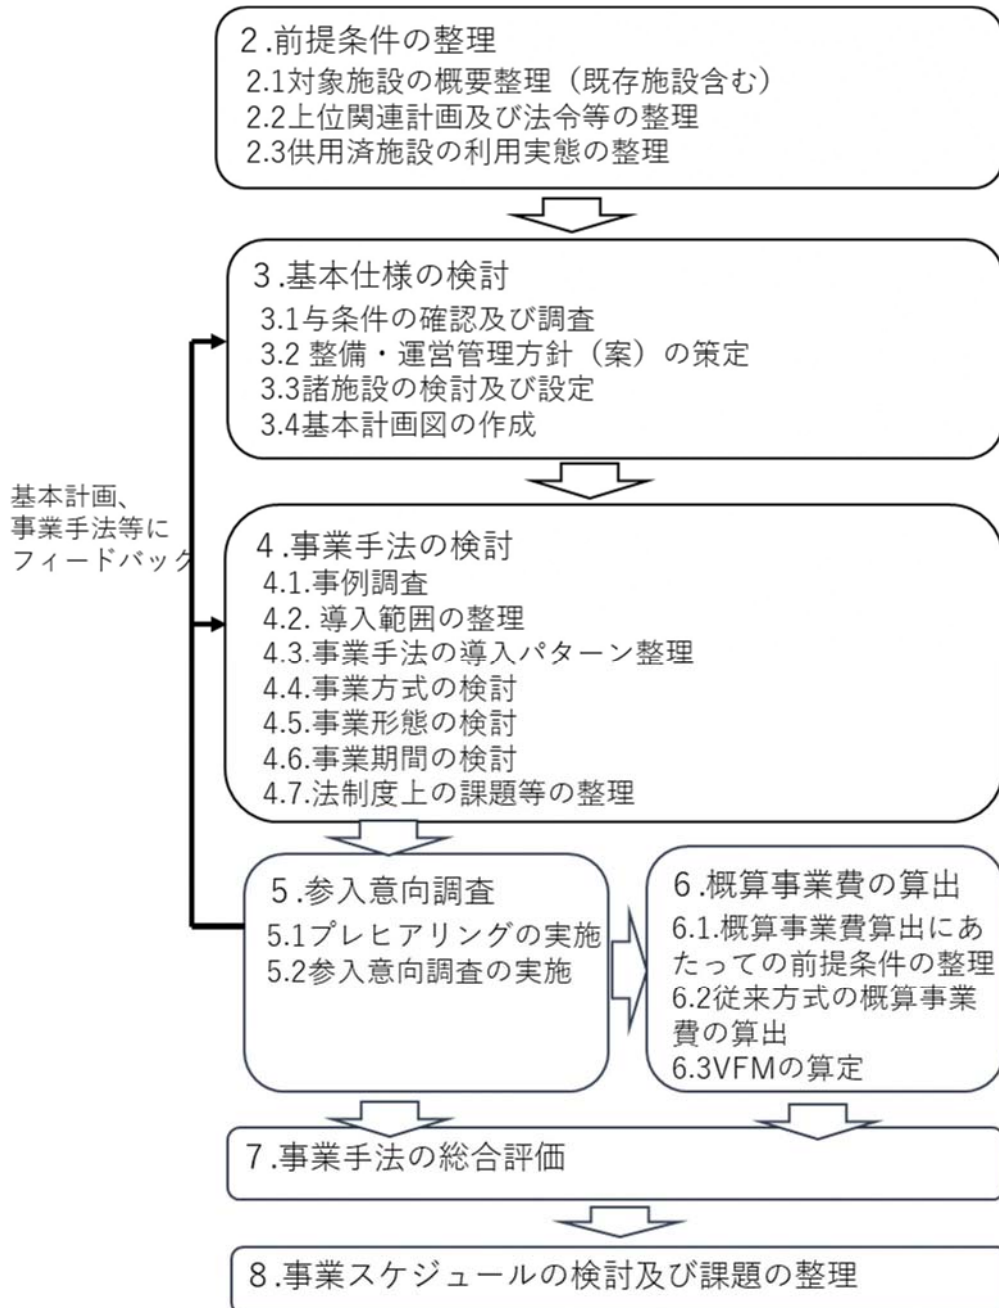 2.前提条件の整理
2.1対象施設の概要整理（既存施設含む）
2.2上位関連計画及び法令等の整理
2.3供用済施設の利用実態の整理
3.基本仕様の検討
3.1与条件の確認及び調査
3.2 整備・運営管理方針（案）の策定
3.3諸施設の検討及び設定
3.4基本計画図の作成
基本計画、
事業手法等に
フィードバック
4.事業手法の検討
4.1.事例調査
4.2. 導入範囲の整理
4.3.事業手法の導入パターン整理
4.4.事業方式の検討
4.5.事業形態の検討
4.6.事業期間の検討
4.7.法制度上の課題等の整理
5.参入意向調査
5.1プレヒアリングの実施
5.2参入意向調査の実施
6.概算事業費の算出
6.1.概算事業費算出にあ
たっての前提条件の整理
6.2従来方式の概算事業
費の算出
6.3VFMの算定
7.事業手法の総合評価
8.事業スケジュールの検討及び課題の整理